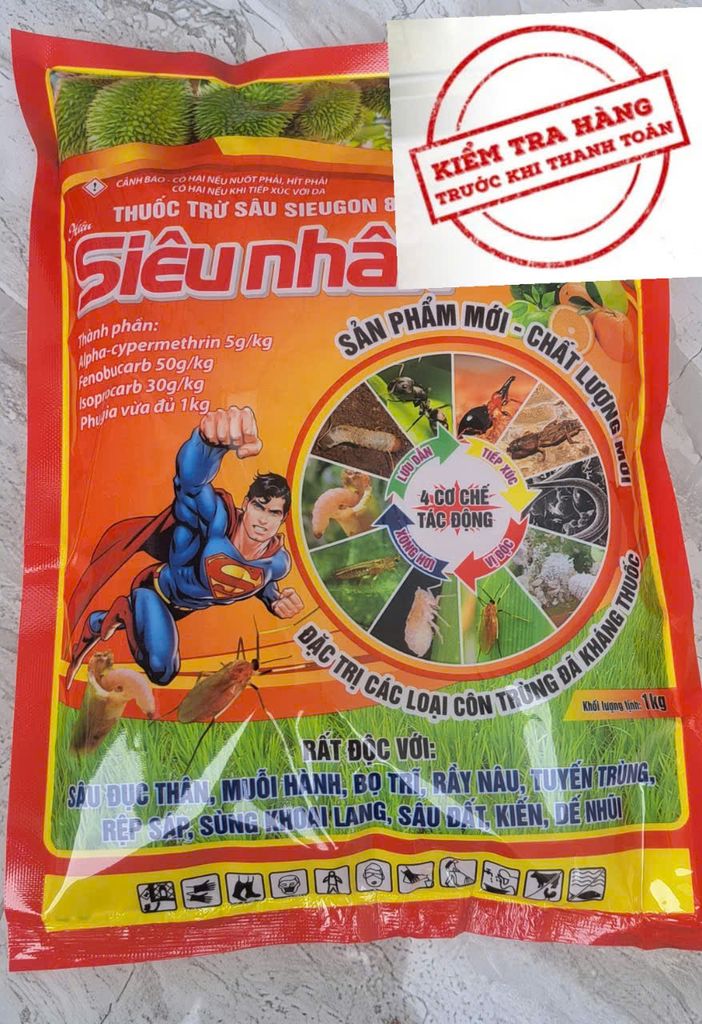 KIỂM TRA HÀNG
TRƯỚC KHI THANH TOÁN
CẢNH BÁO - CÓ HẠI NẾU NUỐT PHẢI, HÍT PHẢI
CÓ HẠI NẾU KHI TIẾP XÚC VỚI DA
THUỐC TRỪ SÂU SIEUGON 8
Hiệu
Siêu nhâ
Thành phần:
Alpha-cypermethrin 5g/kg
Fenobucarb 50g/kg
Isoprocarb 30g/kg
Phụ gia vừa đủ 1kg
SẢN PHẨM MỚI - CHẤT LƯỢNG MỚI
LƯU DẪN
TIẾP XÚC
4 CƠ CHẾ
TÁC ĐỘNG
XÔNG HƠI
VỊ ĐỘC
ĐẶC TRỊ CÁC LOẠI CÔN TRÙNG ĐÃ KHÁNG THUỐC
Khối lượng tịnh: 1kg
RẤT ĐỘC VỚI:
SÂU ĐỤC THÂN, MUỖI HÀNH, BỌ TRĨ, RẦY NÂU, TUYẾN TRÙNG,
RỆP SÁP, SÙNG KHOAI LANG, SÂU ĐẤT, KIẾN, DẾ NHŨI